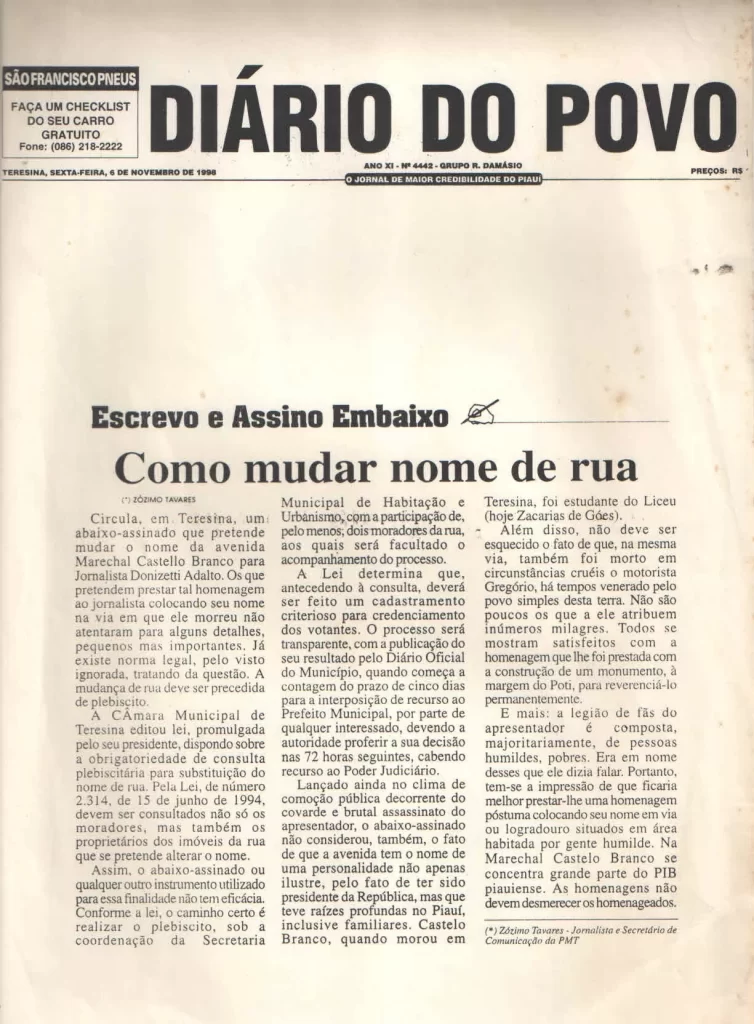 SÃO FRANCISCO PNEUS
FAÇA UM CHECKLIST
DO SEU CARRO
GRATUITO
Fone: (086) 218-2222
DIÁRIO DO POVO
ANO XI - Nº 4442 - GRUPO R. DAMÁSIO
TERESINA, SEXTA-FEIRA, 6 DE NOVEMBRO DE 1998
O JORNAL DE MAIOR CREDIBILIDADE DO PIAUÍ
PREÇOS: R$
Escrevo e Assino Embaixo
Como mudar nome de rua
(*) ZÓZIMO TAVARES
Circula, em Teresina, um
abaixo-assinado que pretende
mudar o nome da avenida
Marechal Castello Branco para
Jornalista Donizetti Adalto. Os que
pretendem prestar tal homenagem
ao jornalista colocando seu nome
na via em que ele morreu não
atentaram para alguns detalhes,
pequenos mas importantes. Já
existe norma legal, pelo visto
ignorada, tratando da questão. A
mudança de rua deve ser precedida
de plebiscito.
A CÂmara Municipal de
Teresina editou lei, promulgada
pelo seu presidente, dispondo sobre
a obrigatoriedade de consulta
plebiscitária para substituição do
nome de rua. Pela Lei, de número
2.314, de 15 de junho de 1994,
devem ser consultados não só os
moradores, mas também os
proprietários dos imóveis da rua
que se pretende alterar o nome.
Assim, o abaixo-assinado ou
qualquer outro instrumento utilizado
para essa finalidade não tem eficácia.
Conforme a lei, o caminho certo é
realizar o plebiscito, sob a
coordenação da Secretaria
Municipal de Habitação e
Urbanismo, com a participação de,
pelo menos, dois moradores da rua,
aos quais será facultado o
acompanhamento do processo.
A Lei determina que,
antecedendo à consulta, deverá
ser feito um cadastramento
criterioso para credenciamento
dos votantes. O processo será
transparente, com a publicação do
seu resultado pelo Diário Oficial
do Município, quando começa a
contagem do prazo de cinco dias
para a interposição de recurso ao
Prefeito Municipal, por parte de
qualquer interessado, devendo a
autoridade proferir a sua decisão
nas 72 horas seguintes, cabendo
recurso ao Poder Judiciário.
Lançado ainda no clima de
comoção pública decorrente do
covarde e brutal assassinato do
apresentador, o abaixo-assinado
não considerou, também, o fato
de que a avenida tem o nome de
uma personalidade não apenas
ilustre, pelo fato de ter sido
presidente da República, mas que
teve raízes profundas no Piauí,
inclusive familiares. Castelo
Branco, quando morou em
Teresina, foi estudante do Liceu
(hoje Zacarias de Góes).
Além disso, não deve ser
esquecido o fato de que, na mesma
via, também foi morto em
circunstâncias cruéis o motorista
Gregório, há tempos venerado pelo
povo simples desta terra. Não são
poucos os que a ele atribuem
inúmeros milagres. Todos se
mostram satisfeitos com a
homenagem que lhe foi prestada com
a construção de um monumento, à
margem do Poti, para reverenciá-lo
permanentemente.
E mais: a legião de fãs do
apresentador é composta,
majoritariamente, de pessoas
humildes, pobres. Era em nome
desses que ele dizia falar. Portanto,
tem-se a impressão de que ficaria
melhor prestar-lhe uma homenagem
póstuma colocando seu nome em via
ou logradouro situados em área
habitada por gente humilde. Na
Marechal Castelo Branco se
concentra grande parte do PIB
piauiense. As homenagens não
devem desmerecer os homenageados.
(*) Zózimo Tavares - Jornalista e Secretário de
Comunicação da PMT